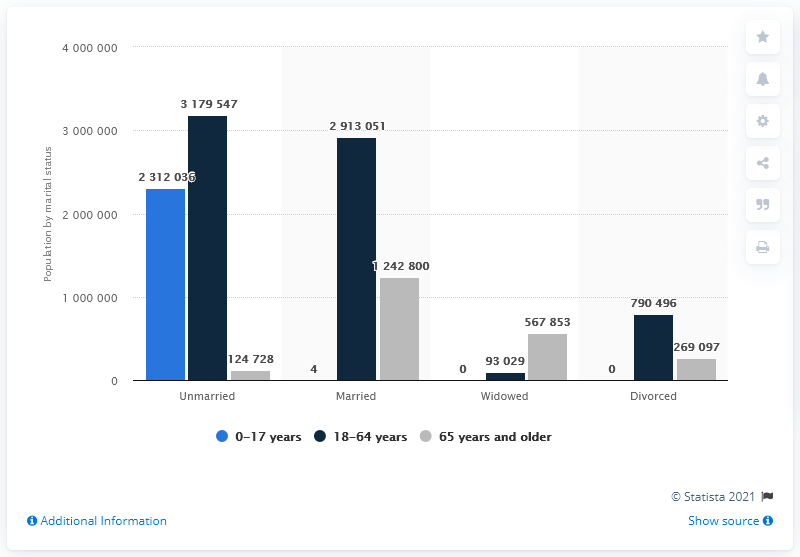 4 000 000
3 179 547
3 000 000
2 913 051
2 312 036
Population by marital status
2 000 000
1 242 800
1 000 000
790 496
567 853
269 097
124 728
93 029
4
0
0
0
Unmarried
Married
Widowed
Divorced
0-17 years
18-64 years
65 years and older
© Statista 2021
Additional Information
Show source